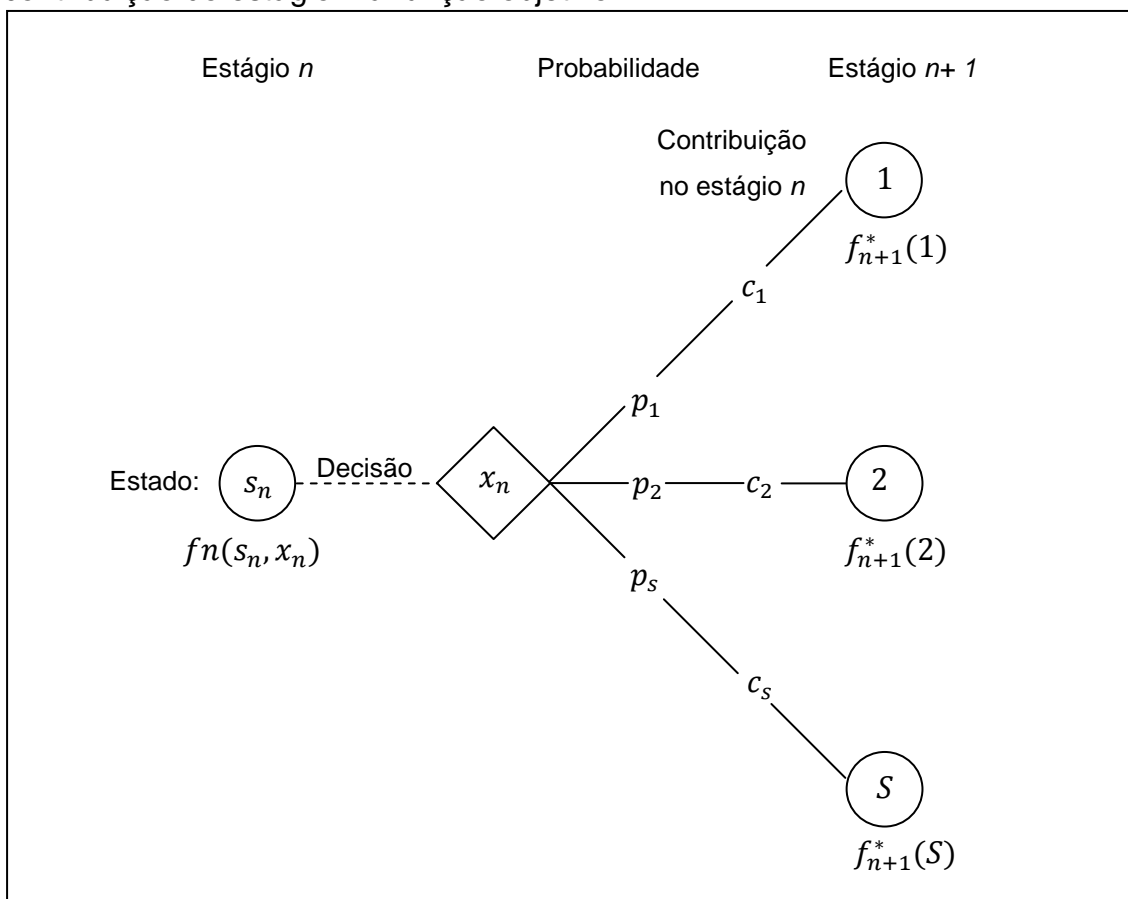 Estágio n Probabilidade Estágio n+ 1
Contribuição
no estágio n
1
f*n+1(1)
c1
p1
Estado: sn Decisão xn p2 c2 2
fn(sn, xn) f*n+1(2)
ps
cs
S
f*n+1(S)